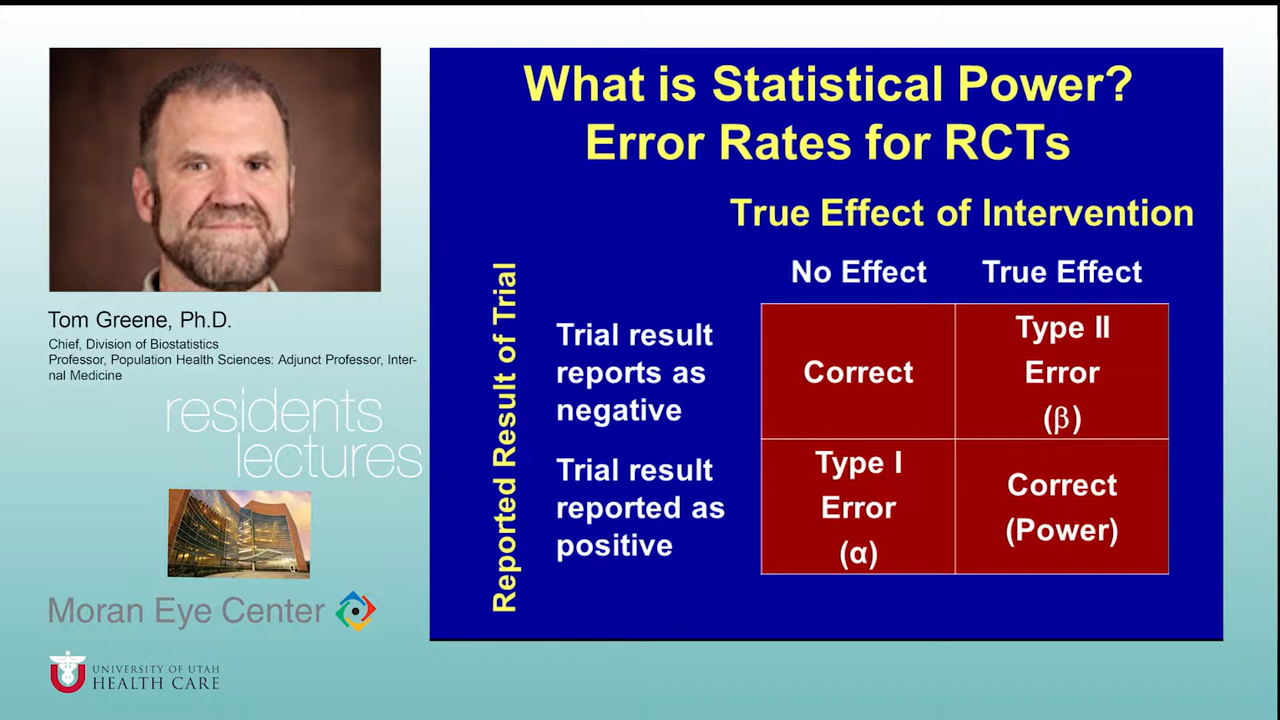 Tom Greene, Ph.D.
Chief, Division of Biostatistics
Professor, Population Health Sciences: Adjunct Professor, Inter-
nal Medicine
residents
lectures
Moran Eye Center
UNIVERSITY OF UTAH
HEALTH CARE
What is Statistical Power?
Error Rates for RCTs
True Effect of Intervention
No Effect
True Effect
Reported Result of Trial
Trial result
reports as
negative
Correct
Type II
Error
(β)
Trial result
reported as
positive
Type I
Error
(α)
Correct
(Power)